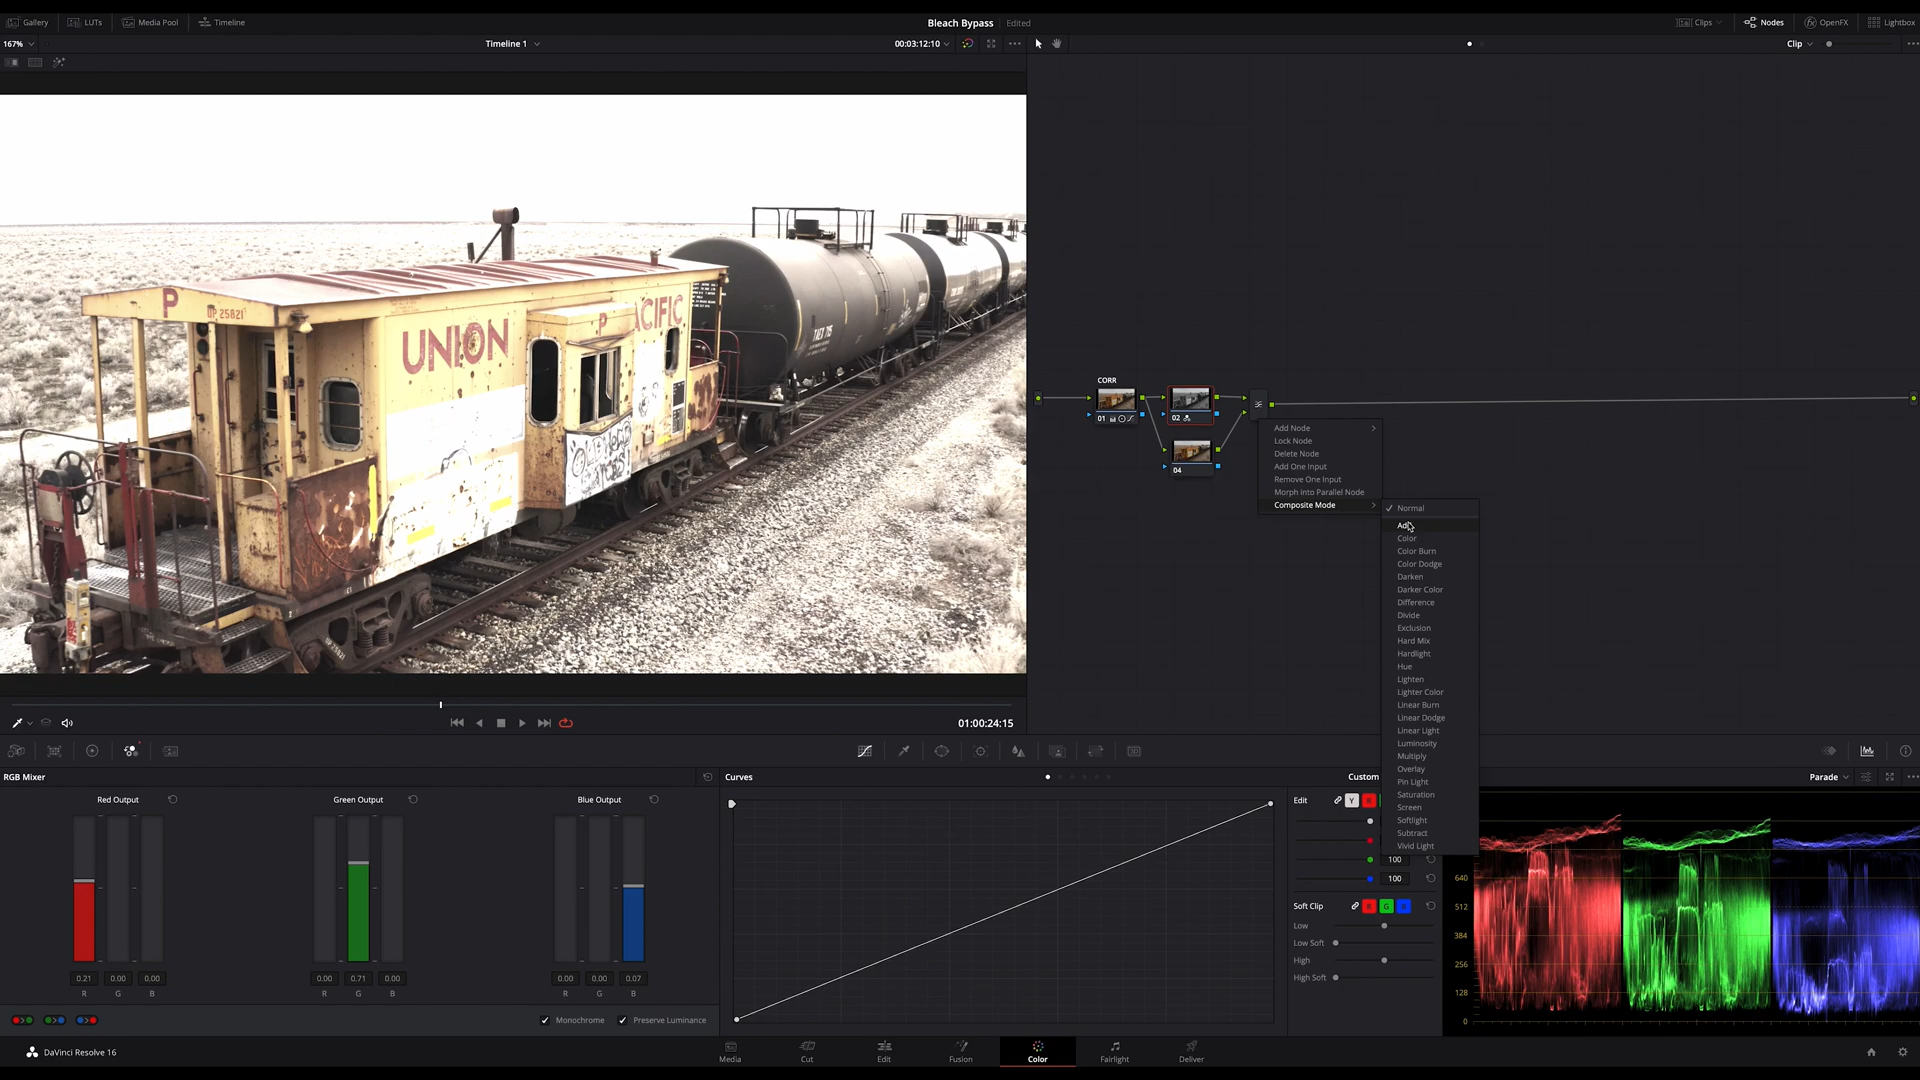 Gallery LUTs Media Pool Timeline Bleach Bypass Edited Clips Nodes OpenFX Lightbox
167% Timeline 1 00:03:12:10 Clip
P
UP 25821
UNION
P
ACIFIC
TAEX 715
CORR
01
02
04
Add Node
Lock Node
Delete Node
Add One Input
Remove One Input
Morph into Parallel Node
Composite Mode
Normal
Add
Color
Color Burn
Color Dodge
Darken
Darker Color
Difference
Divide
Exclusion
Hard Mix
Hardlight
Hue
Lighten
Lighter Color
Linear Burn
Linear Dodge
Linear Light
Luminosity
Multiply
Overlay
Pin Light
Saturation
Screen
Softlight
Subtract
Vivid Light
01:00:24:15
RGB Mixer
Red Output Green Output Blue Output
0.21 0.00 0.00 0.00 0.71 0.00 0.00 0.00 0.07
R G B R G B R G B
Monochrome Preserve Luminance
Curves Custom
Edit Y R
100
100
Soft Clip R G B
Low
Low Soft
High
High Soft
Parade
640
512
384
256
128
0
DaVinci Resolve 16
Media Cut Edit Fusion Color Fairlight Deliver